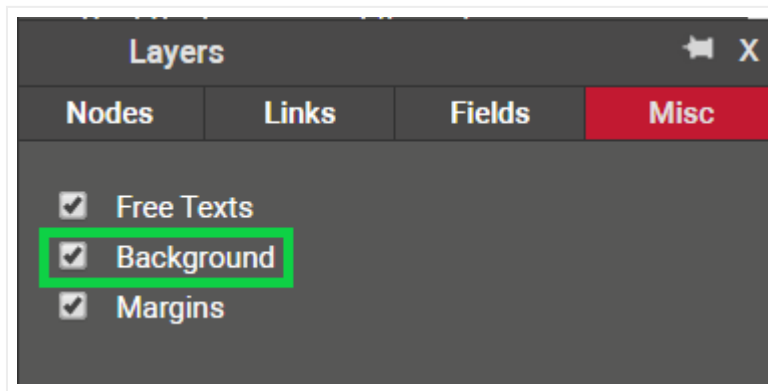 Layers X
Nodes Links Fields Misc
Free Texts
Background
Margins